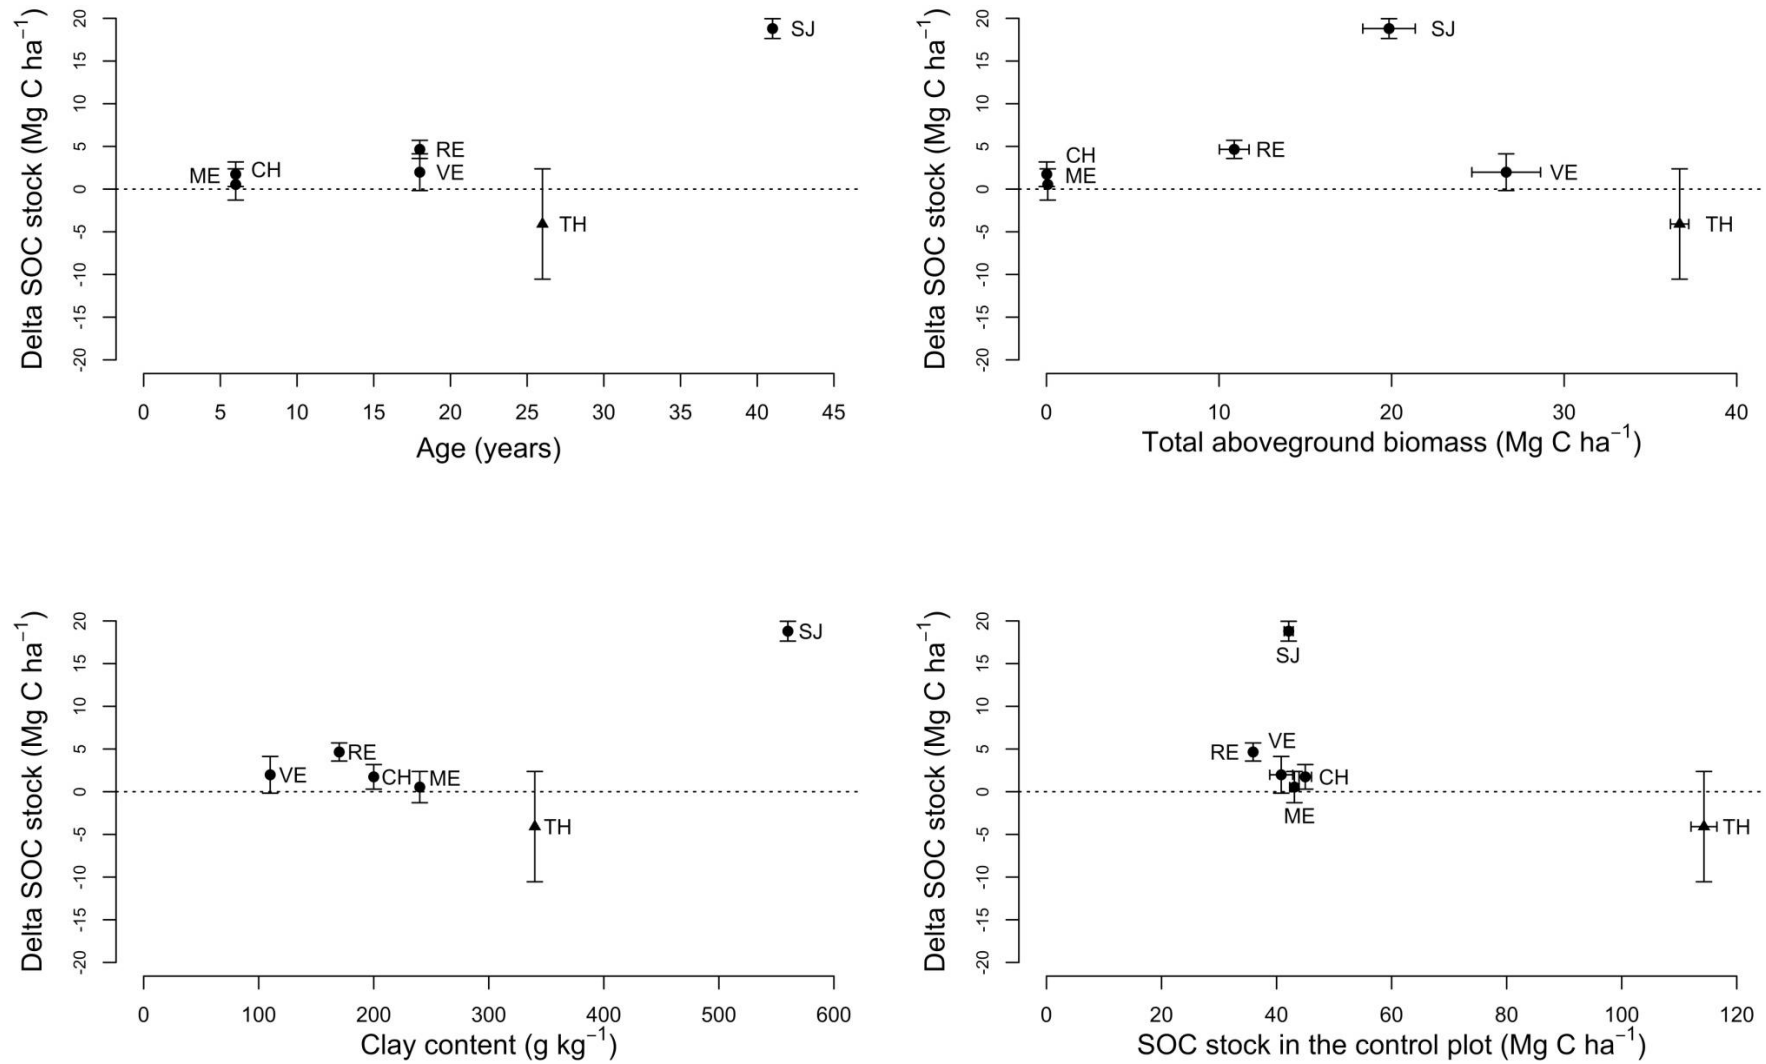 Delta SOC stock (Mg C ha⁻¹)
20
15
10
5
0
-5
-10
-15
-20
SJ
RE
CH
ME
VE
TH
0 5 10 15 20 25 30 35 40 45
Age (years)
Delta SOC stock (Mg C ha⁻¹)
20
15
10
5
0
-5
-10
-15
-20
SJ
CH
RE
ME
VE
TH
0 10 20 30 40
Total aboveground biomass (Mg C ha⁻¹)
Delta SOC stock (Mg C ha⁻¹)
20
15
10
5
0
-5
-10
-15
-20
SJ
RE
VE
CH
ME
TH
0 100 200 300 400 500 600
Clay content (g kg⁻¹)
Delta SOC stock (Mg C ha⁻¹)
20
15
10
5
0
-5
-10
-15
-20
SJ
RE
VE
CH
ME
TH
0 20 40 60 80 100 120
SOC stock in the control plot (Mg C ha⁻¹)